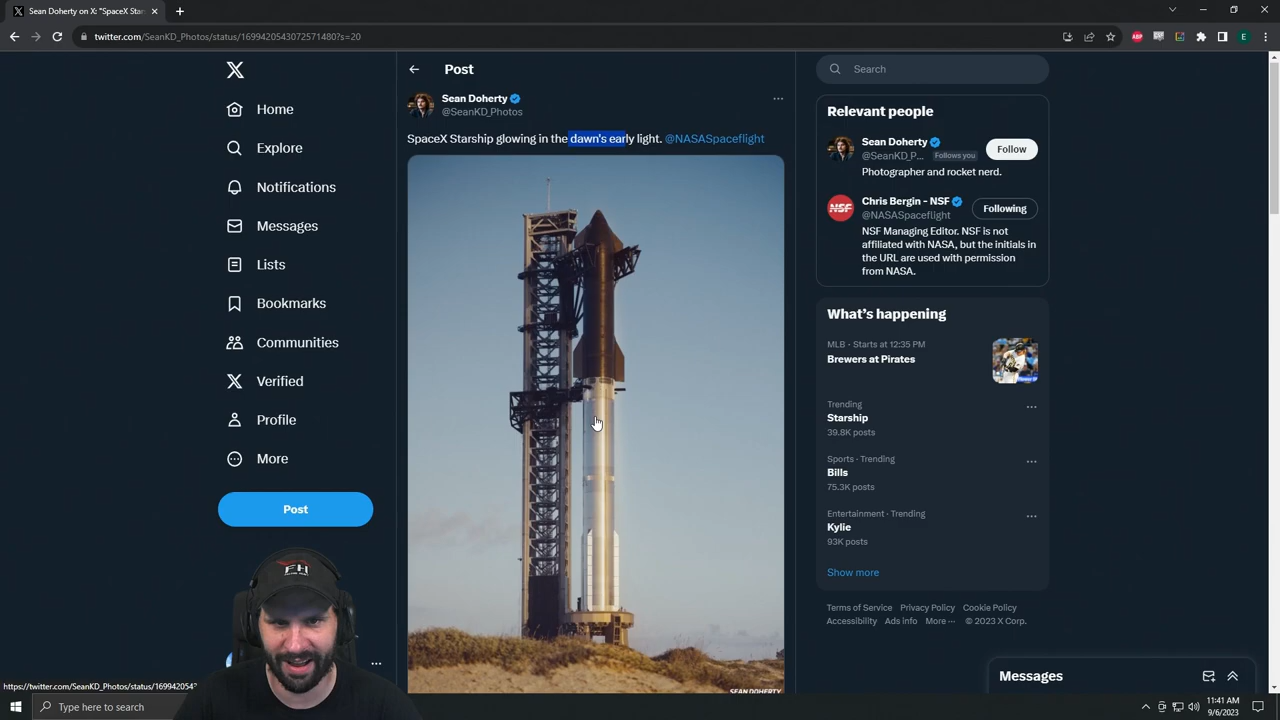 Sean Doherty on X: "SpaceX Star
twitter.com/SeanKD_Photos/status/1699420543072571480?s=20
ABP
E
Home
Explore
Notifications
Messages
Lists
Bookmarks
Communities
Verified
Profile
More
Post
Post
Sean Doherty
@SeanKD_Photos
SpaceX Starship glowing in the dawn's early light. @NASASpaceflight
SEAN DOHERTY
Search
Relevant people
Sean Doherty
@SeanKD_P... Follows you
Follow
Photographer and rocket nerd.
NSF
Chris Bergin - NSF
@NASASpaceflight
Following
NSF Managing Editor. NSF is not
affiliated with NASA, but the initials
in the URL are used with permission
from NASA.
What's happening
MLB · Starts at 12:35 PM
Brewers at Pirates
Trending
Starship
39.8K posts
Sports · Trending
Bills
75.3K posts
Entertainment · Trending
Kylie
93K posts
Show more
Terms of Service Privacy Policy Cookie Policy
Accessibility Ads info More ··· © 2023 X Corp.
Messages
https://twitter.com/SeanKD_Photos/status/169942054307
Type here to search
11:41 AM
9/6/2023